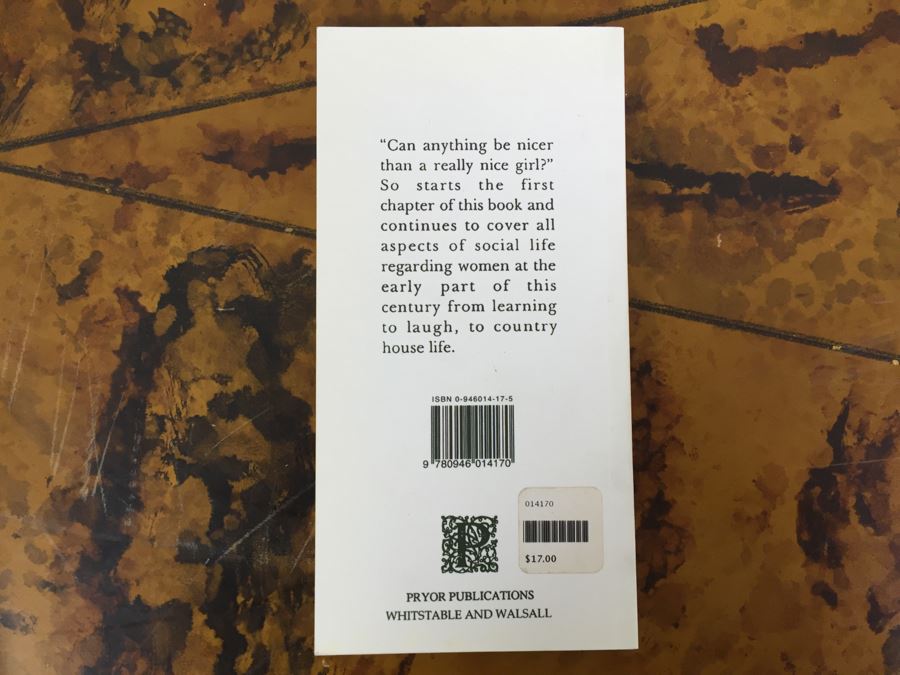 “Can anything be nicer
than a really nice girl?”
So starts the first
chapter of this book and
continues to cover all
aspects of social life
regarding women at the
early part of this
century from learning
to laugh, to country
house life.
ISBN 0-946014-17-5
9 780946 014170
014170
$17.00
P
PRYOR PUBLICATIONS
WHITSTABLE AND WALSALL